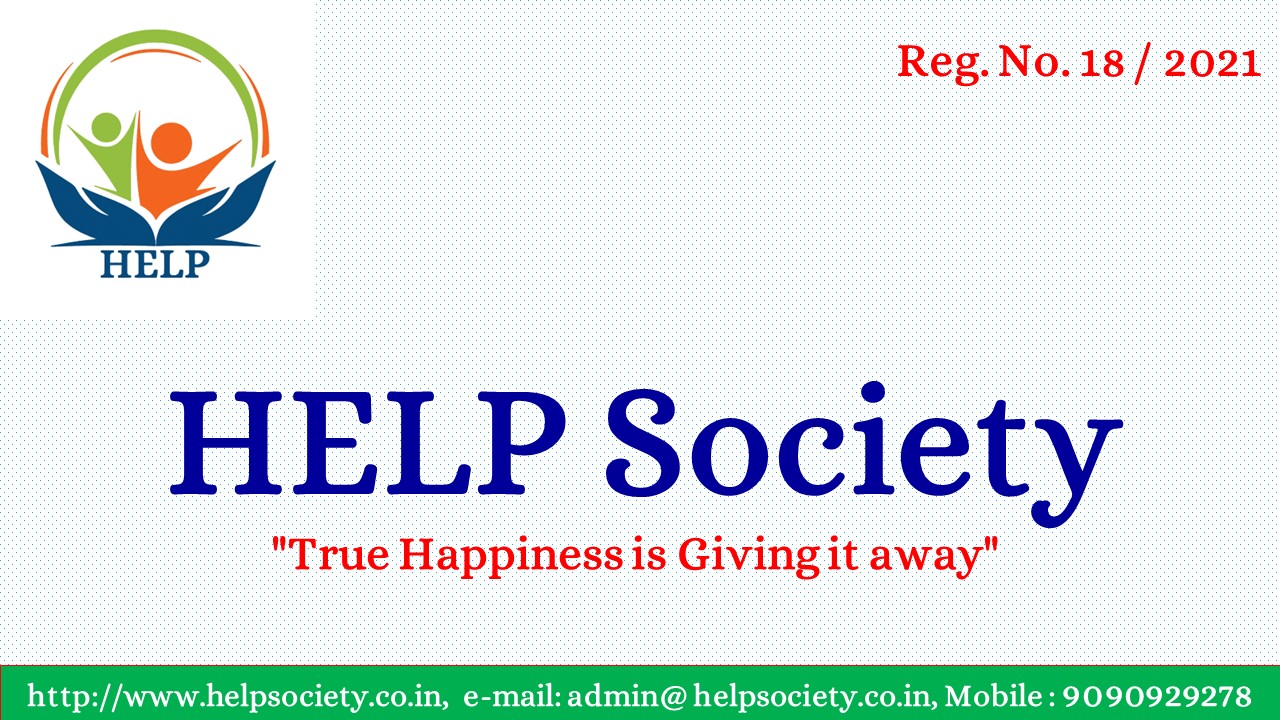 Reg. No. 18 / 2021
HELP
HELP Society
"True Happiness is Giving it away"
http://www.helpsociety.co.in, e-mail: admin@ helpsociety.co.in, Mobile : 9090929278